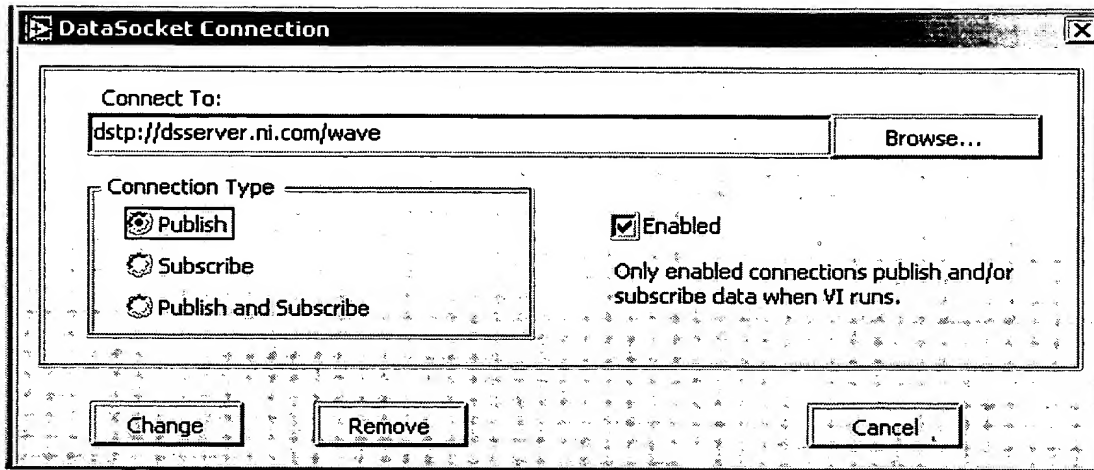 DataSocket Connection
Connect To:
dstp://dsserver.ni.com/wave
Browse...
Connection Type
Publish
Subscribe
Publish and Subscribe
Enabled
Only enabled connections publish and/or
subscribe data when VI runs.
Change
Remove
Cancel